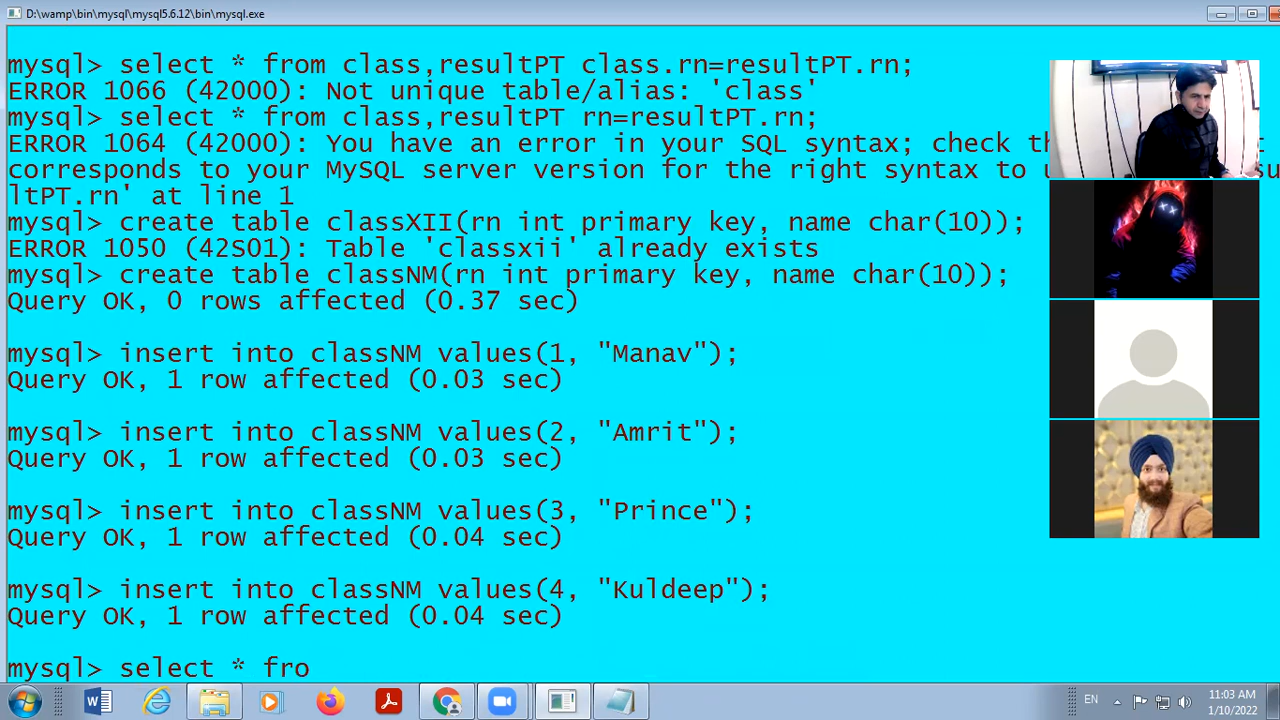 D:\wamp\bin\mysql\mysql5.6.12\bin\mysql.exe
mysql> select * from class,resultPT class.rn=resultPT.rn;
ERROR 1066 (42000): Not unique table/alias: 'class'
mysql> select * from class,resultPT rn=resultPT.rn;
ERROR 1064 (42000): You have an error in your SQL syntax; check
corresponds to your MySQL server version for the right syntax to
ltPT.rn' at line 1
mysql> create table classXII(rn int primary key, name char(10));
ERROR 1050 (42S01): Table 'classxii' already exists
mysql> create table classNM(rn int primary key, name char(10));
Query OK, 0 rows affected (0.37 sec)
mysql> insert into classNM values(1, "Manav");
Query OK, 1 row affected (0.03 sec)
mysql> insert into classNM values(2, "Amrit");
Query OK, 1 row affected (0.03 sec)
mysql> insert into classNM values(3, "Prince");
Query OK, 1 row affected (0.04 sec)
mysql> insert into classNM values(4, "Kuldeep");
Query OK, 1 row affected (0.04 sec)
mysql> select * fro
EN
11:03 AM
1/10/2022